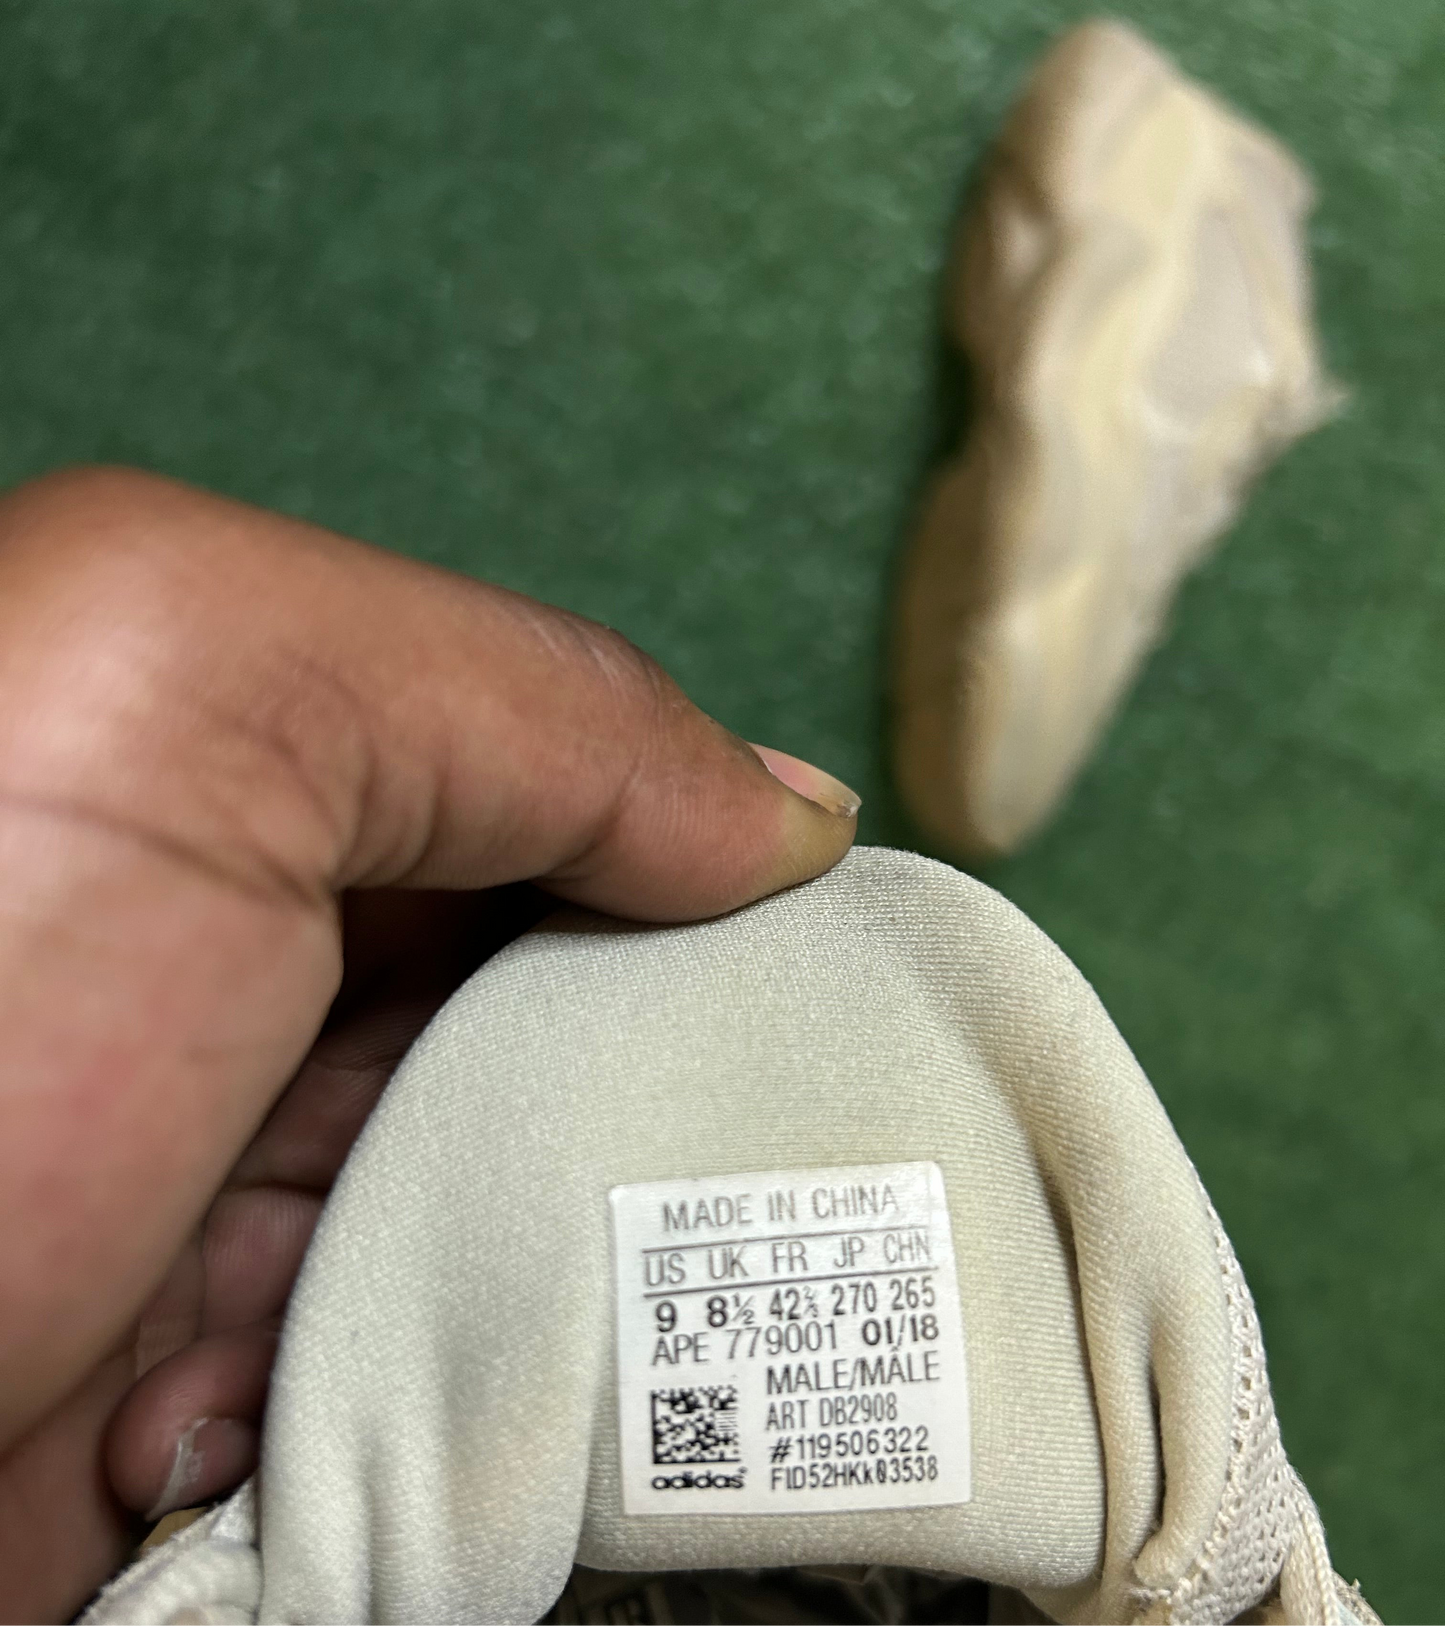 MADE IN CHINA
US UK FR JP CHN
9 8½ 42⅔ 270 265
APE 779001 01/18
MALE/MÂLE
ART DB2908
#119506322
adidas FID52HKk03538